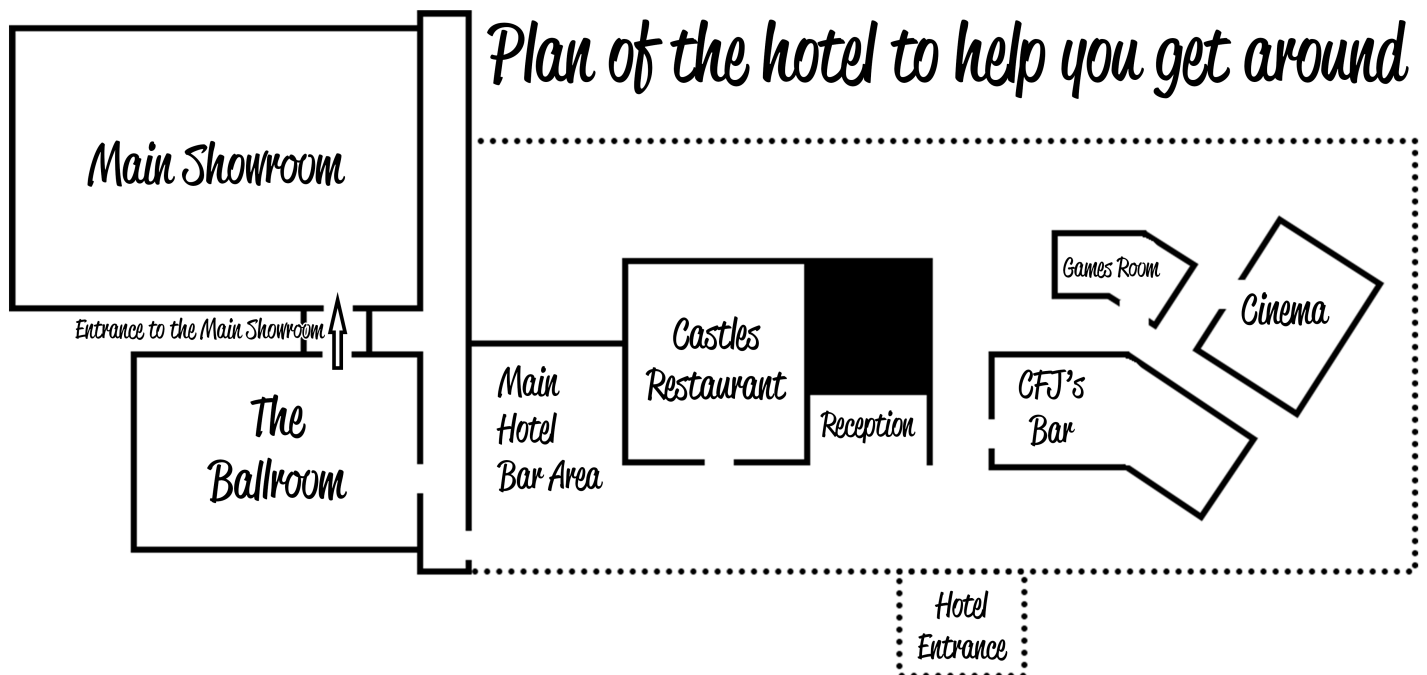 Plan of the hotel to help you get around
Main Showroom
Entrance to the Main Showroom
The
Ballroom
Main
Hotel
Bar Area
Castles
Restaurant
Reception
Games Room
Cinema
CFJ's
Bar
Hotel
Entrance